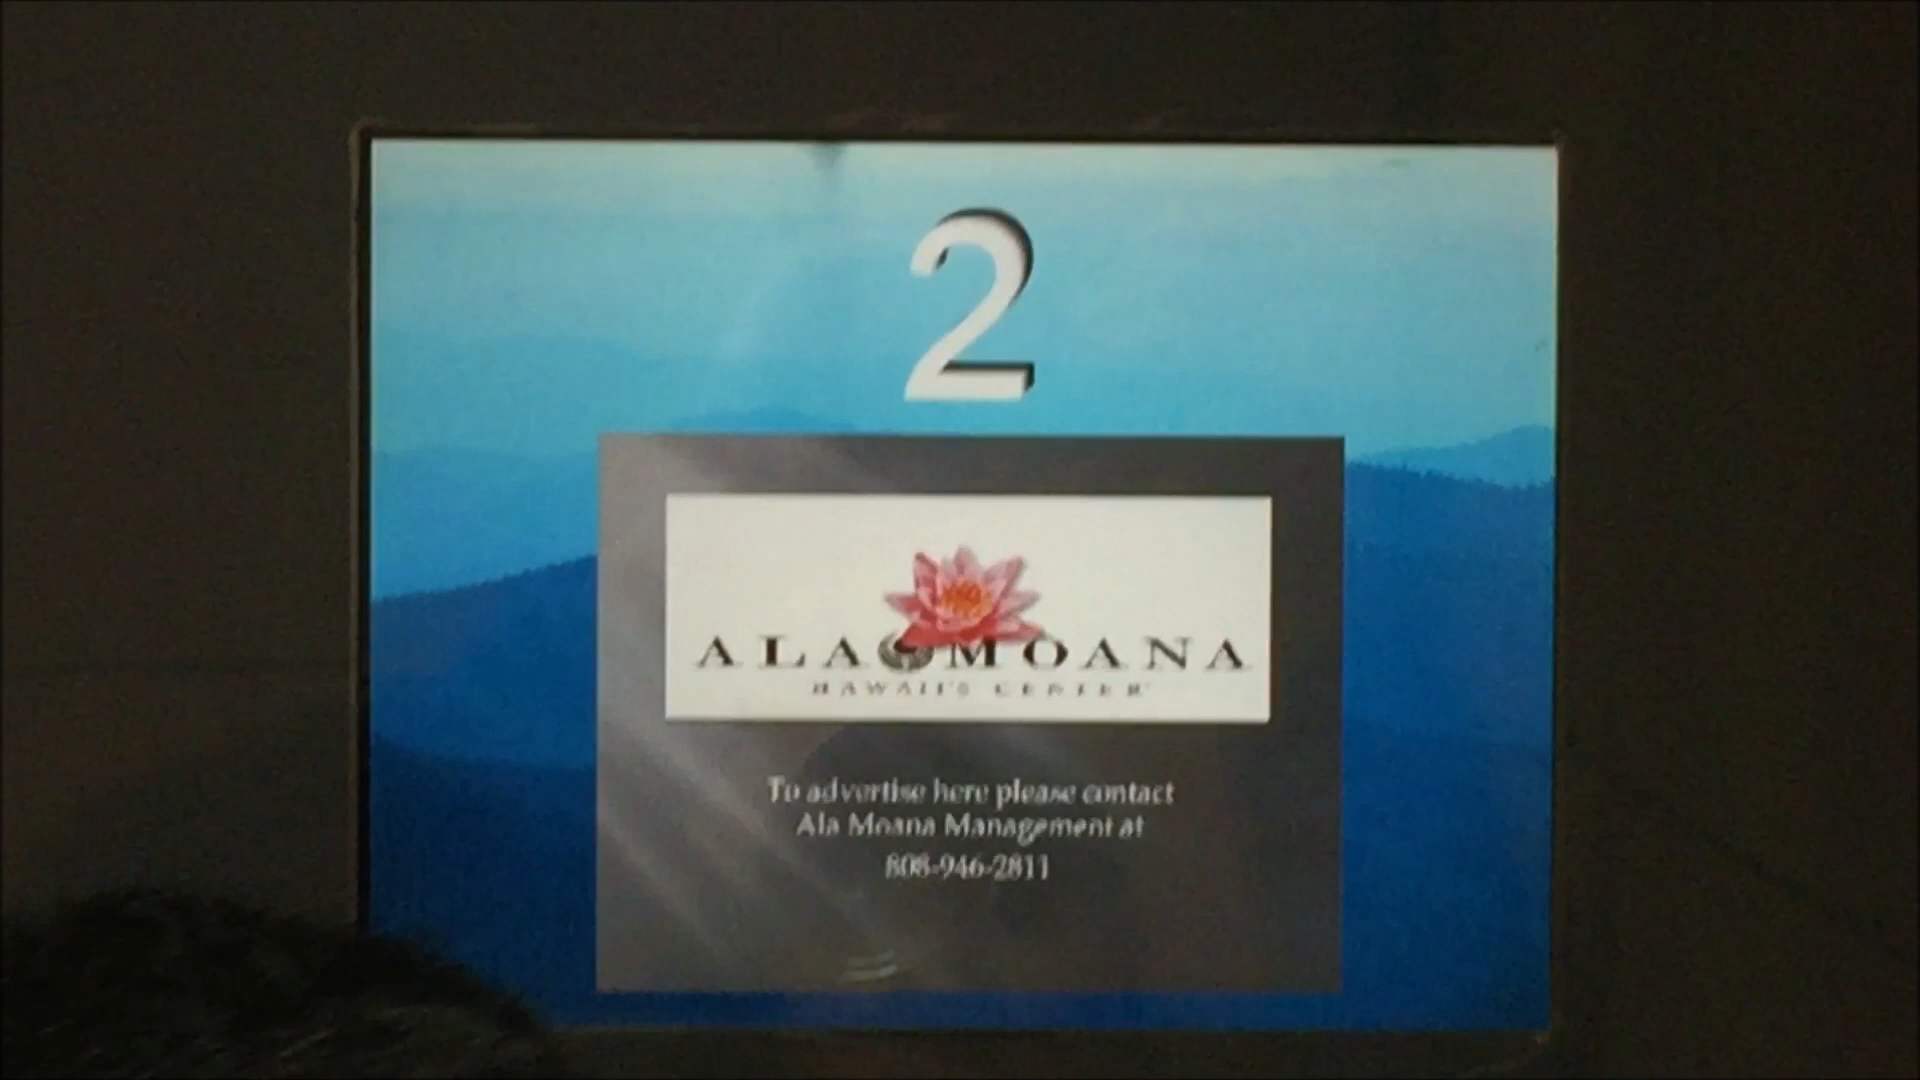 2
ALA MOANA
HAWAII'S CENTER
To advertise here please contact
Ala Moana Management at
808-946-2811